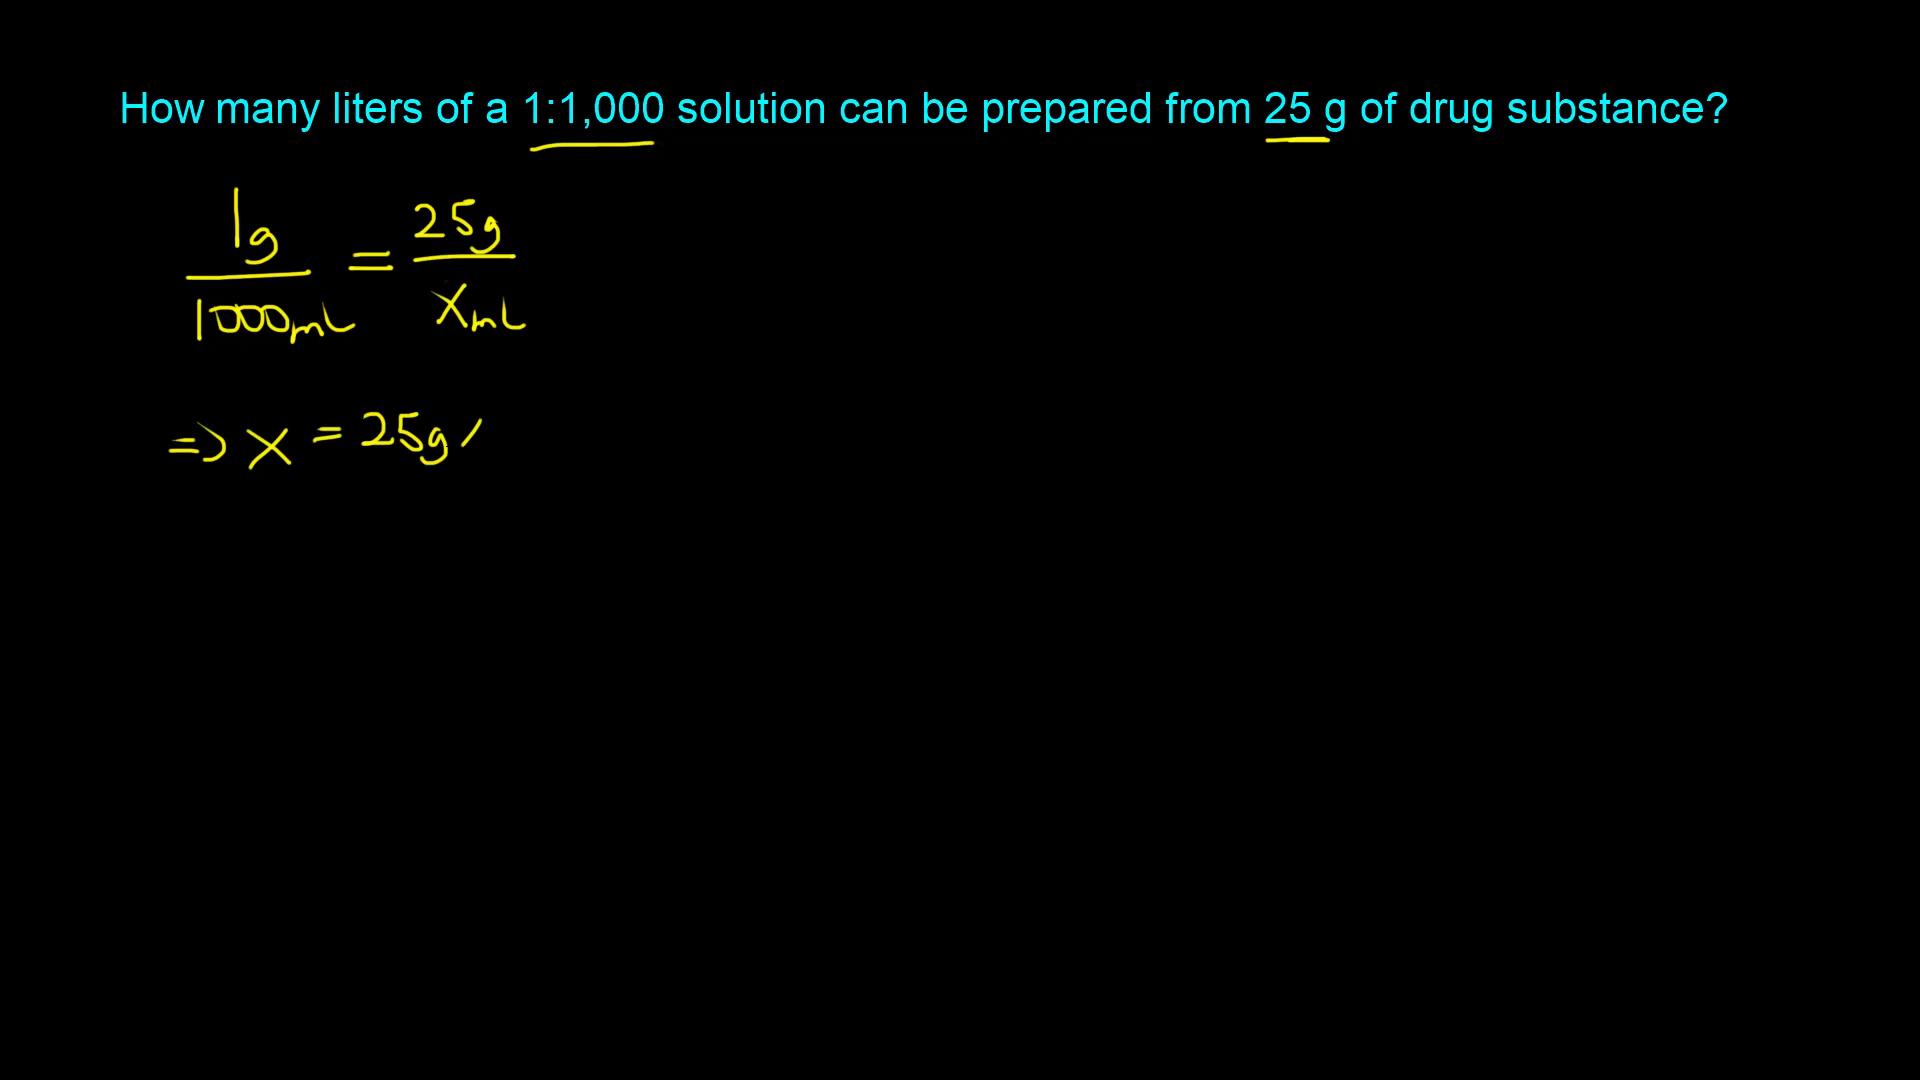 How many liters of a 1:1,000 solution can be prepared from 25 g of drug substance?
1g = 25g
1000mL xmL
=> x = 25g